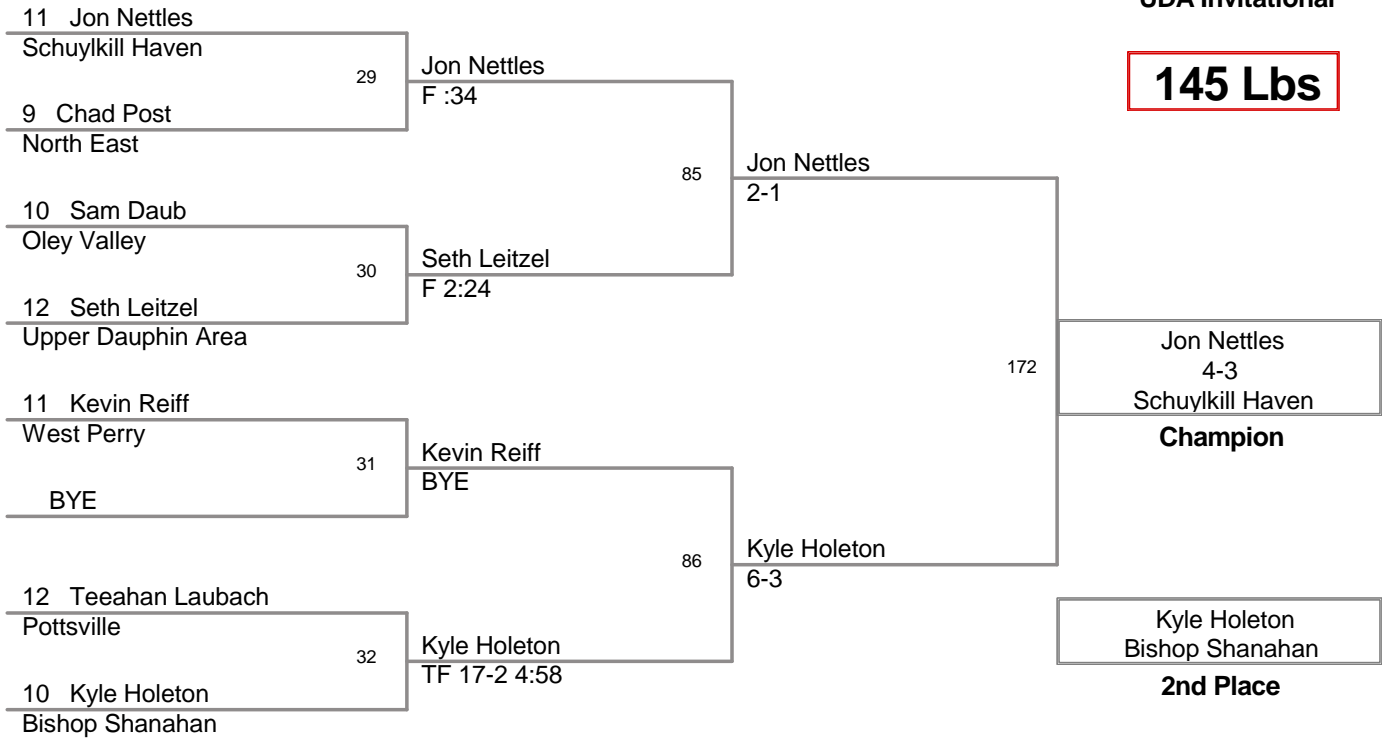 UDA Invitational
145 Lbs
11 Jon Nettles
Schuylkill Haven
29
9 Chad Post
North East
10 Sam Daub
Oley Valley
30
12 Seth Leitzel
Upper Dauphin Area
11 Kevin Reiff
West Perry
31
BYE
12 Teeahan Laubach
Pottsville
32
10 Kyle Holeton
Bishop Shanahan
Jon Nettles
F :34
85
Seth Leitzel
F 2:24
Kevin Reiff
BYE
86
Kyle Holeton
TF 17-2 4:58
Jon Nettles
2-1
172
Kyle Holeton
6-3
Jon Nettles
4-3
Schuylkill Haven
Champion
Kyle Holeton
Bishop Shanahan
2nd Place